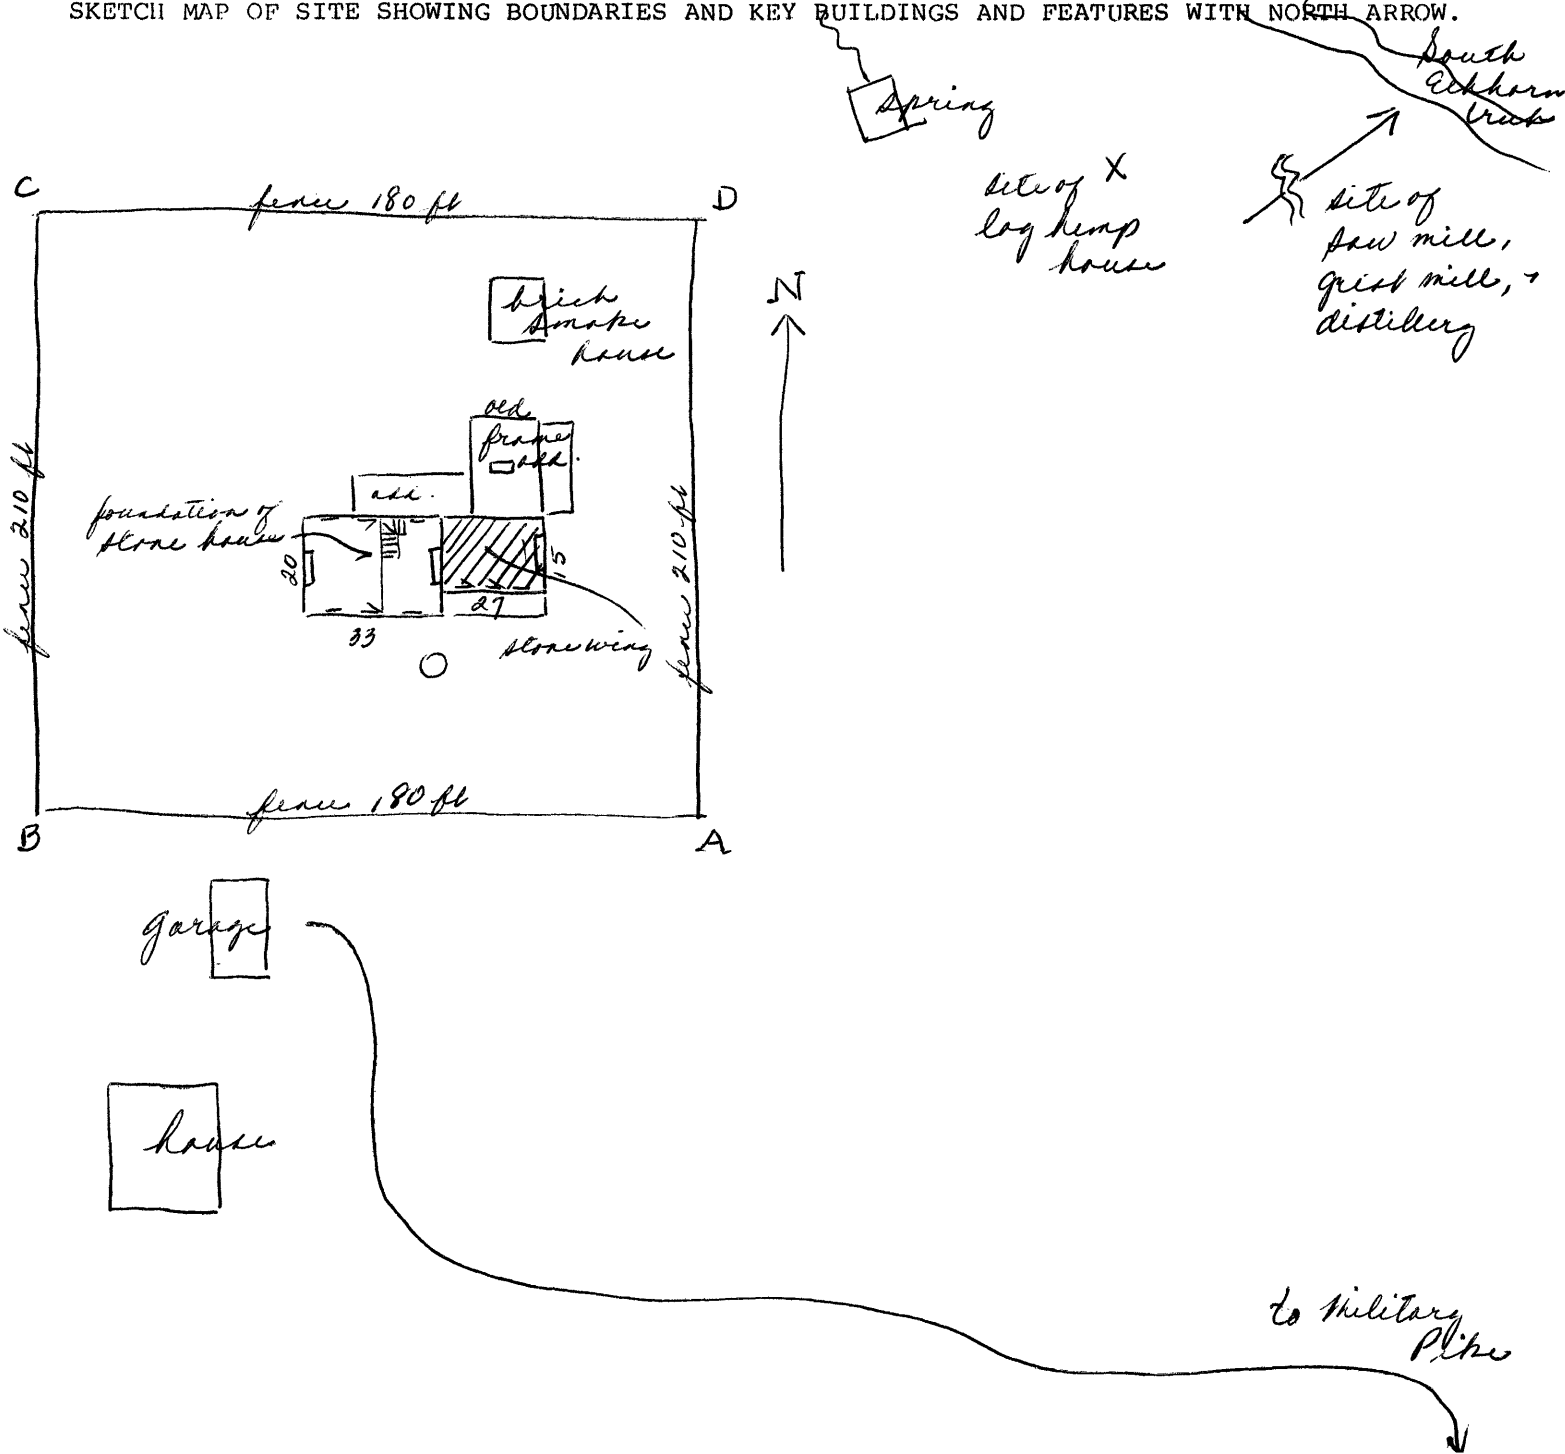 SKETCH MAP OF SITE SHOWING BOUNDARIES AND KEY BUILDINGS AND FEATURES WITH NORTH ARROW.
South
Elkhorn
Creek
spring
site of X
log hemp
house
site of
saw mill,
grist mill, +
distillery
C
fence 180 ft
D
N
brick
smoke
house
old
frame
add.
add.
foundation of
stone house
fence 210 ft
20
15
27
33
stone wing
fence 210 ft
fence 180 ft
B
A
garage
house
to Military
Pike